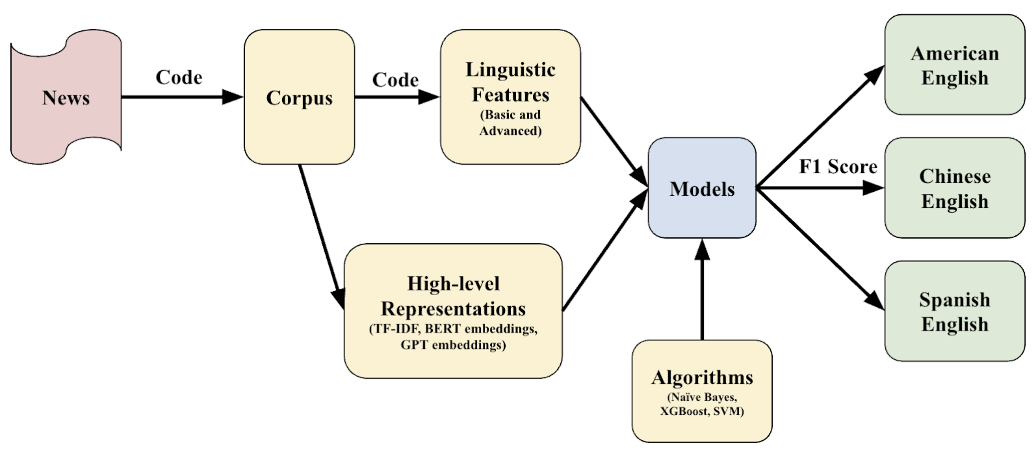 News
Code
Corpus
Code
Linguistic
Features
(Basic and
Advanced)
High-level
Representations
(TF-IDF, BERT embeddings,
GPT embeddings)
Models
Algorithms
(Naïve Bayes,
XGBoost, SVM)
F1 Score
American
English
Chinese
English
Spanish
English